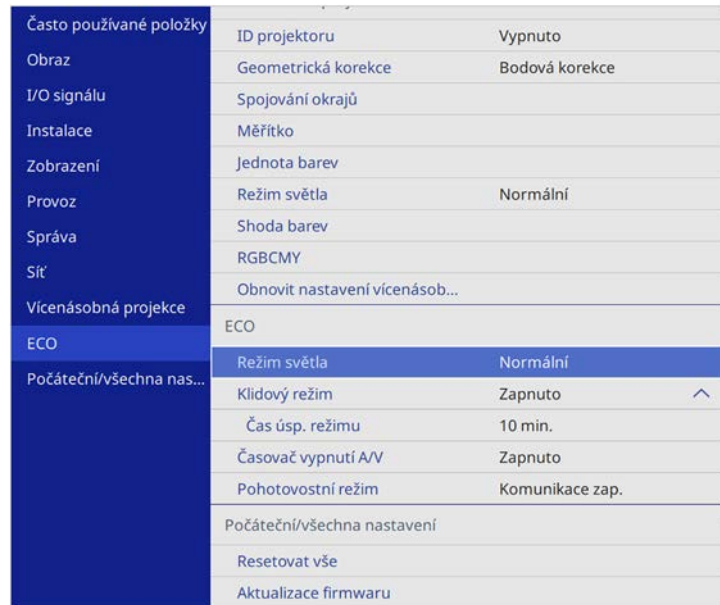 Často používané položky
Obraz
I/O signálu
Instalace
Zobrazení
Provoz
Správa
Síť
Vícenásobná projekce
ECO
Počáteční/všechna nas...
ID projektoru Vypnuto
Geometrická korekce Bodová korekce
Spojování okrajů
Měřítko
Jednota barev
Režim světla Normální
Shoda barev
RGBCMY
Obnovit nastavení vícenásob...
ECO
Režim světla Normální
Klidový režim Zapnuto
Čas úsp. režimu 10 min.
Časovač vypnutí A/V Zapnuto
Pohotovostní režim Komunikace zap.
Počáteční/všechna nastavení
Resetovat vše
Aktualizace firmwaru